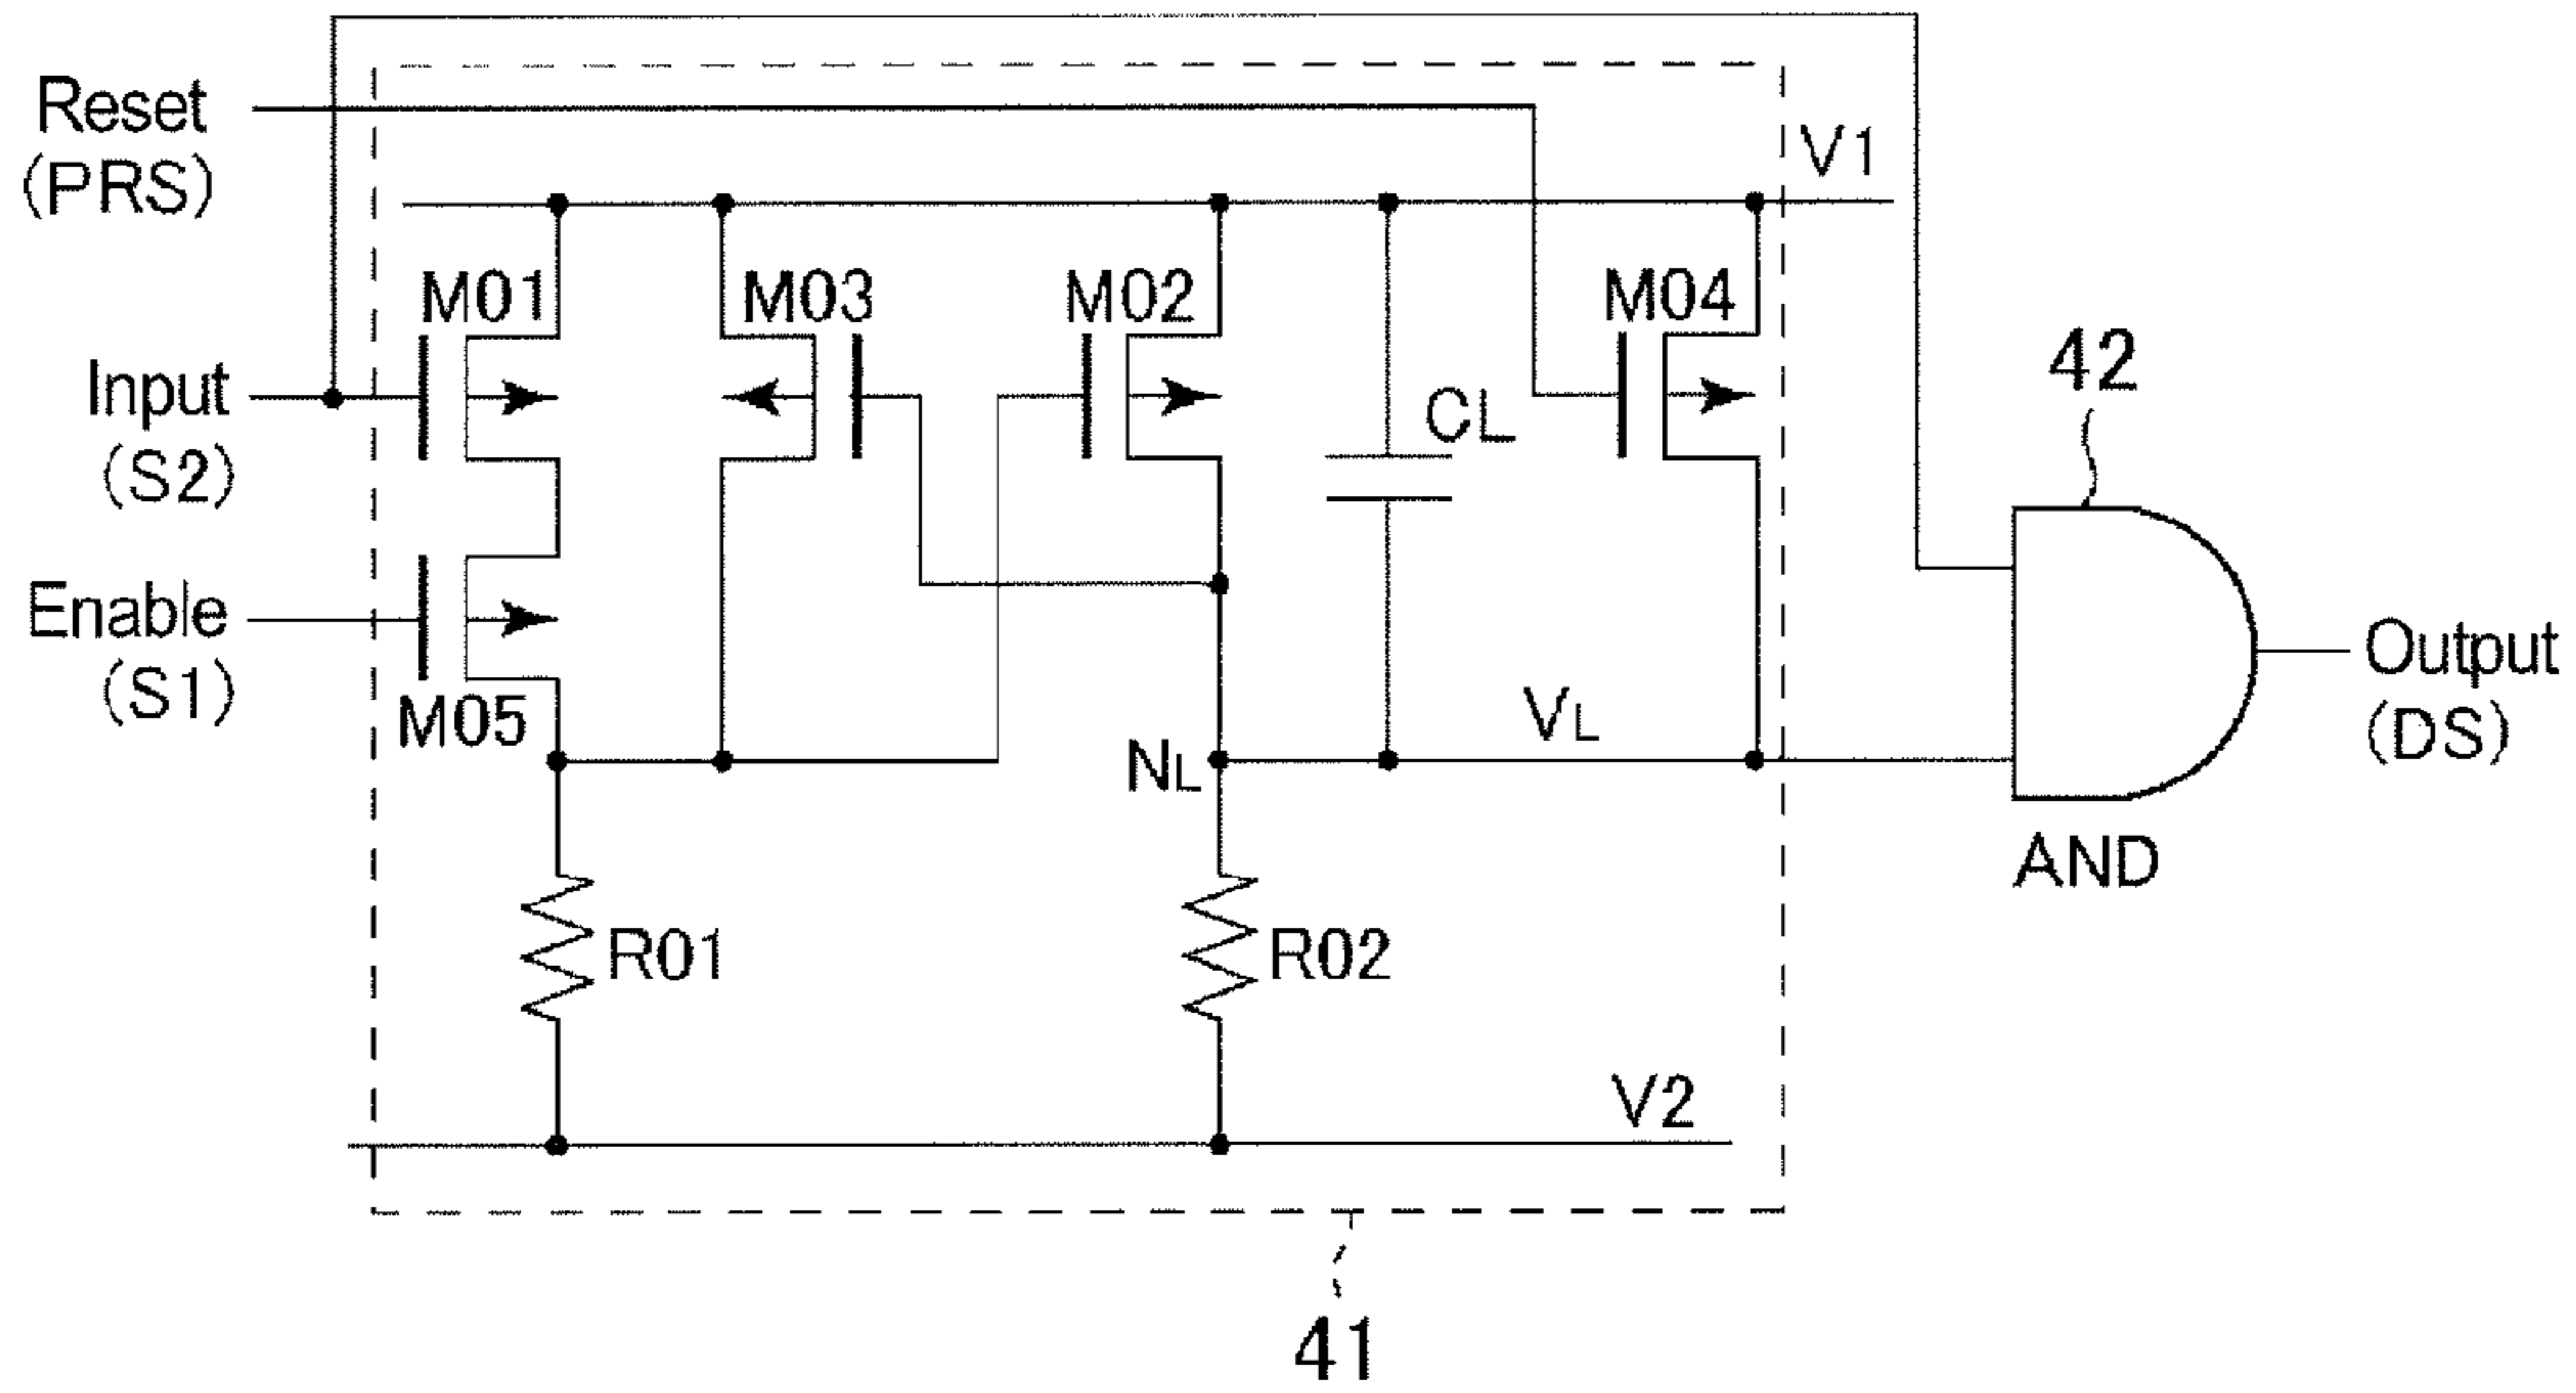 Reset
(PRS)
V1
M01
M03
M02
M04
42
Input
(S2)
CL
Enable
(S1)
M05
NL
VL
Output
(DS)
AND
R01
R02
V2
41